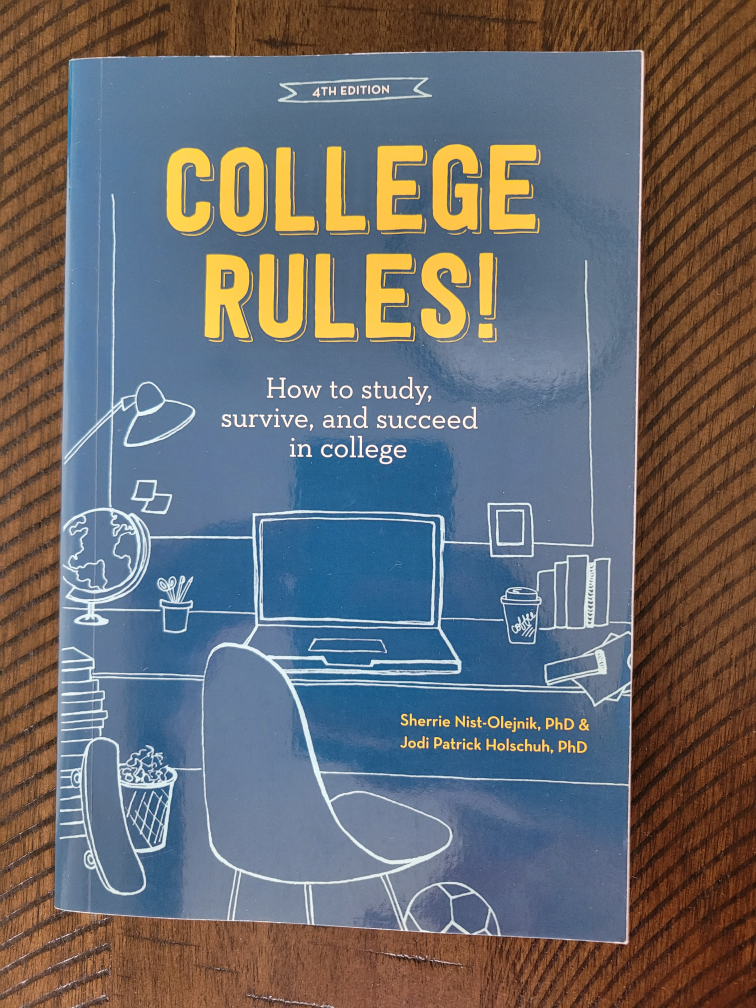 4TH EDITION
COLLEGE
RULES!
How to study,
survive, and succeed
in college
coffee
Sherrie Nist-Olejnik, PhD &
Jodi Patrick Holschuh, PhD